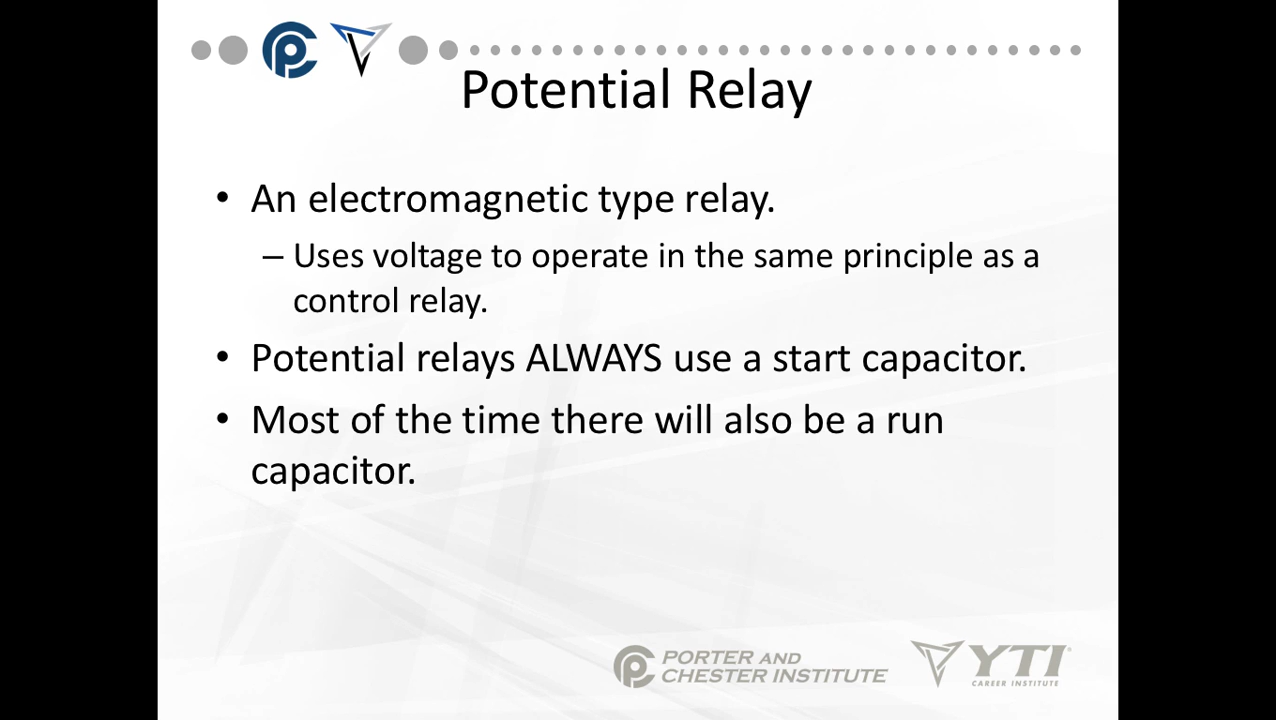 Potential Relay
• An electromagnetic type relay.
– Uses voltage to operate in the same principle as a
control relay.
• Potential relays ALWAYS use a start capacitor.
• Most of the time there will also be a run
capacitor.
PORTER AND
CHESTER INSTITUTE
YTI®
CAREER INSTITUTE